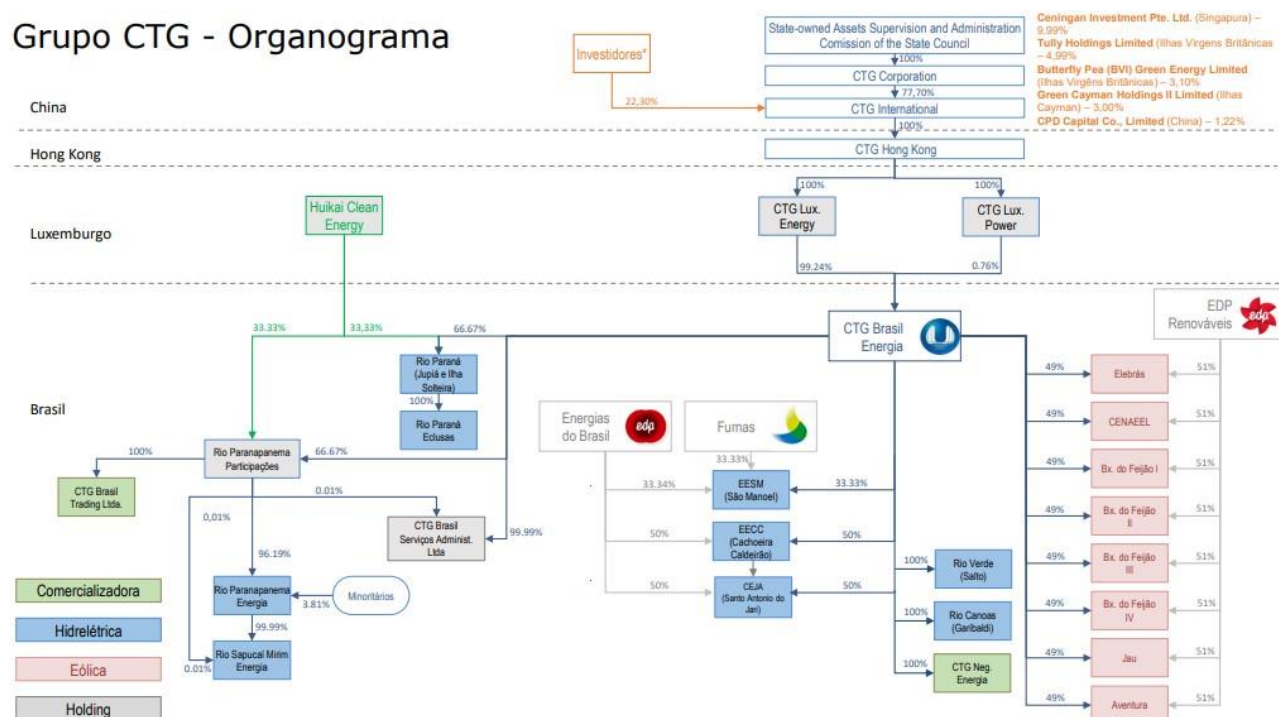 Grupo CTG - Organograma
Investidores*
State-owned Assets Supervision and Administration
Comission of the State Council
Ceningan Investment Pte. Ltd. (Singapura) –
9,99%
Tully Holdings Limited (Ilhas Virgens Britânicas
– 4,99%
Butterfly Pea (BVI) Green Energy Limited
(Ilhas Virgêns Britânicas) – 3,10%
Green Cayman Holdings II Limited (Ilhas
Cayman) – 3,00%
CPD Capital Co., Limited (China) – 1,22%
100%
CTG Corporation
77,70%
22,30%
CTG International
China
100%
Hong Kong
CTG Hong Kong
100%
100%
Huikai Clean
Energy
CTG Lux.
Energy
CTG Lux.
Power
Luxemburgo
99.24%
0.76%
EDP
Renováveis
edp
33.33%
33,33%
66.67%
CTG Brasil
Energia
Rio Paraná
(Jupiá e Ilha
Solteira)
100%
Rio Paraná
Eclusas
Brasil
Energias
do Brasil
edp
Furnas
49%
Elebrás
51%
49%
CENAEEL
51%
49%
Bx. do Feijão I
51%
49%
Bx. do Feijão
II
51%
49%
Bx. do Feijão
III
51%
49%
Bx. do Feijão
IV
51%
49%
Jau
51%
49%
Aventura
51%
100%
Rio Paranapanema
Participações
66.67%
33.33%
CTG Brasil
Trading Ltda.
0.01%
33.34%
EESM
(São Manoel)
33.33%
0,01%
CTG Brasil
Serviços Administ.
Ltda
99.99%
50%
EECC
(Cachoeira
Caldeirão)
50%
96.19%
100%
Rio Verde
(Salto)
50%
CEJA
(Santo Antonio do
Jari)
50%
Comercializadora
Rio Paranapanema
Energia
3.81%
Minoritários
100%
Rio Canoas
(Garibaldi)
Hidrelétrica
99.99%
0.01%
Rio Sapucaí Mirim
Energia
100%
CTG Neg.
Energia
Eólica
Holding